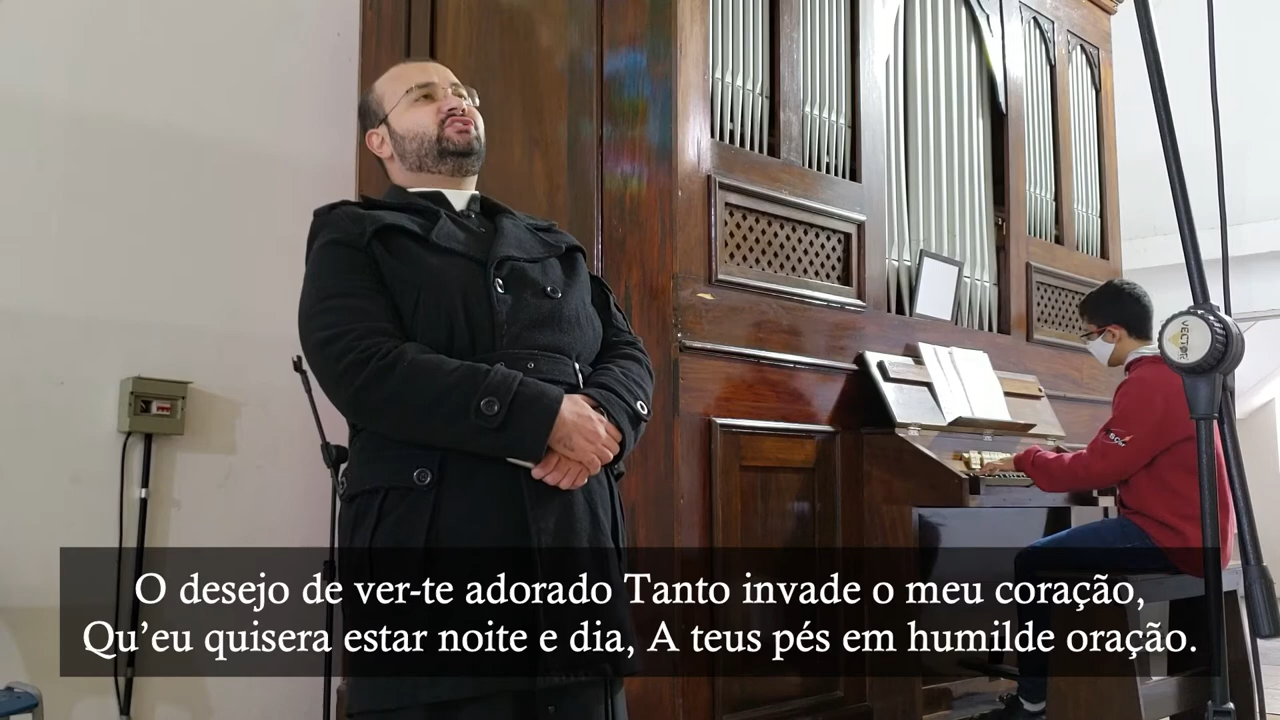 VECTOR
O desejo de ver-te adorado Tanto invade o meu coração,
Qu’eu quisera estar noite e dia, A teus pés em humilde oração.